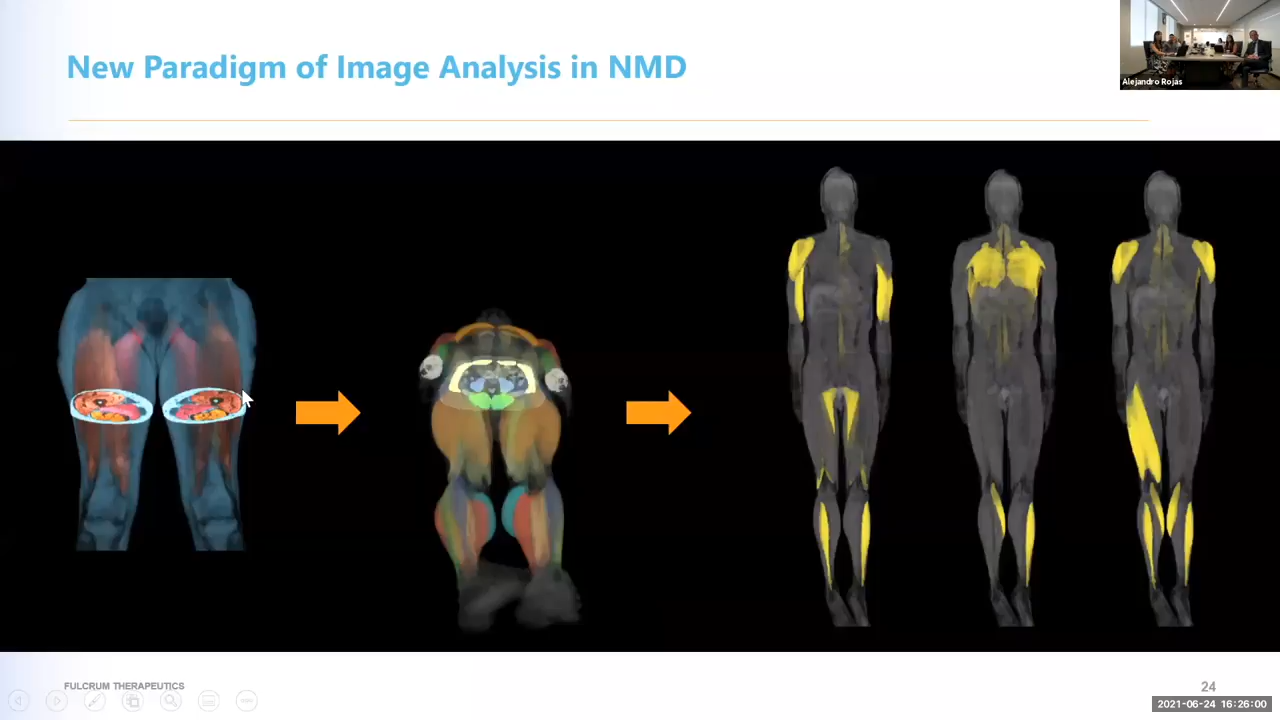 New Paradigm of Image Analysis in NMD
Alejandro Rojas
FULCRUM THERAPEUTICS
24
2021-06-24 16:26:00